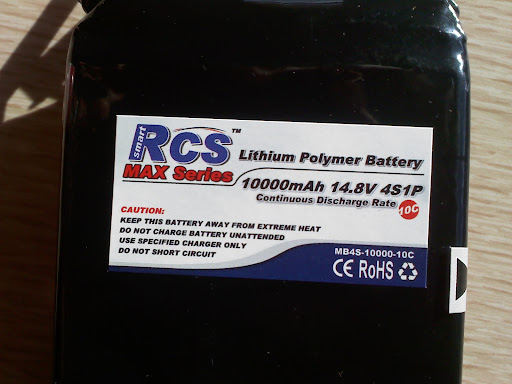 smart RCS™
MAX Series
Lithium Polymer Battery
10000mAh 14.8V 4S1P
Continuous Discharge Rate 10C
CAUTION:
KEEP THIS BATTERY AWAY FROM EXTREME HEAT
DO NOT CHARGE BATTERY UNATTENDED
USE SPECIFIED CHARGER ONLY
DO NOT SHORT CIRCUIT
MB4S-10000-10C
CE RoHS